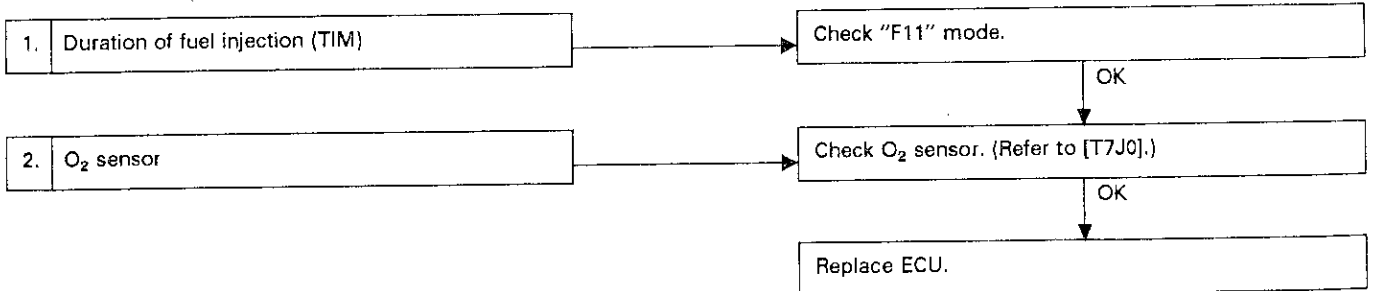 1. Duration of fuel injection (TIM)
Check "F11" mode.
OK
2. O₂ sensor
Check O₂ sensor. (Refer to [T7J0].)
OK
Replace ECU.